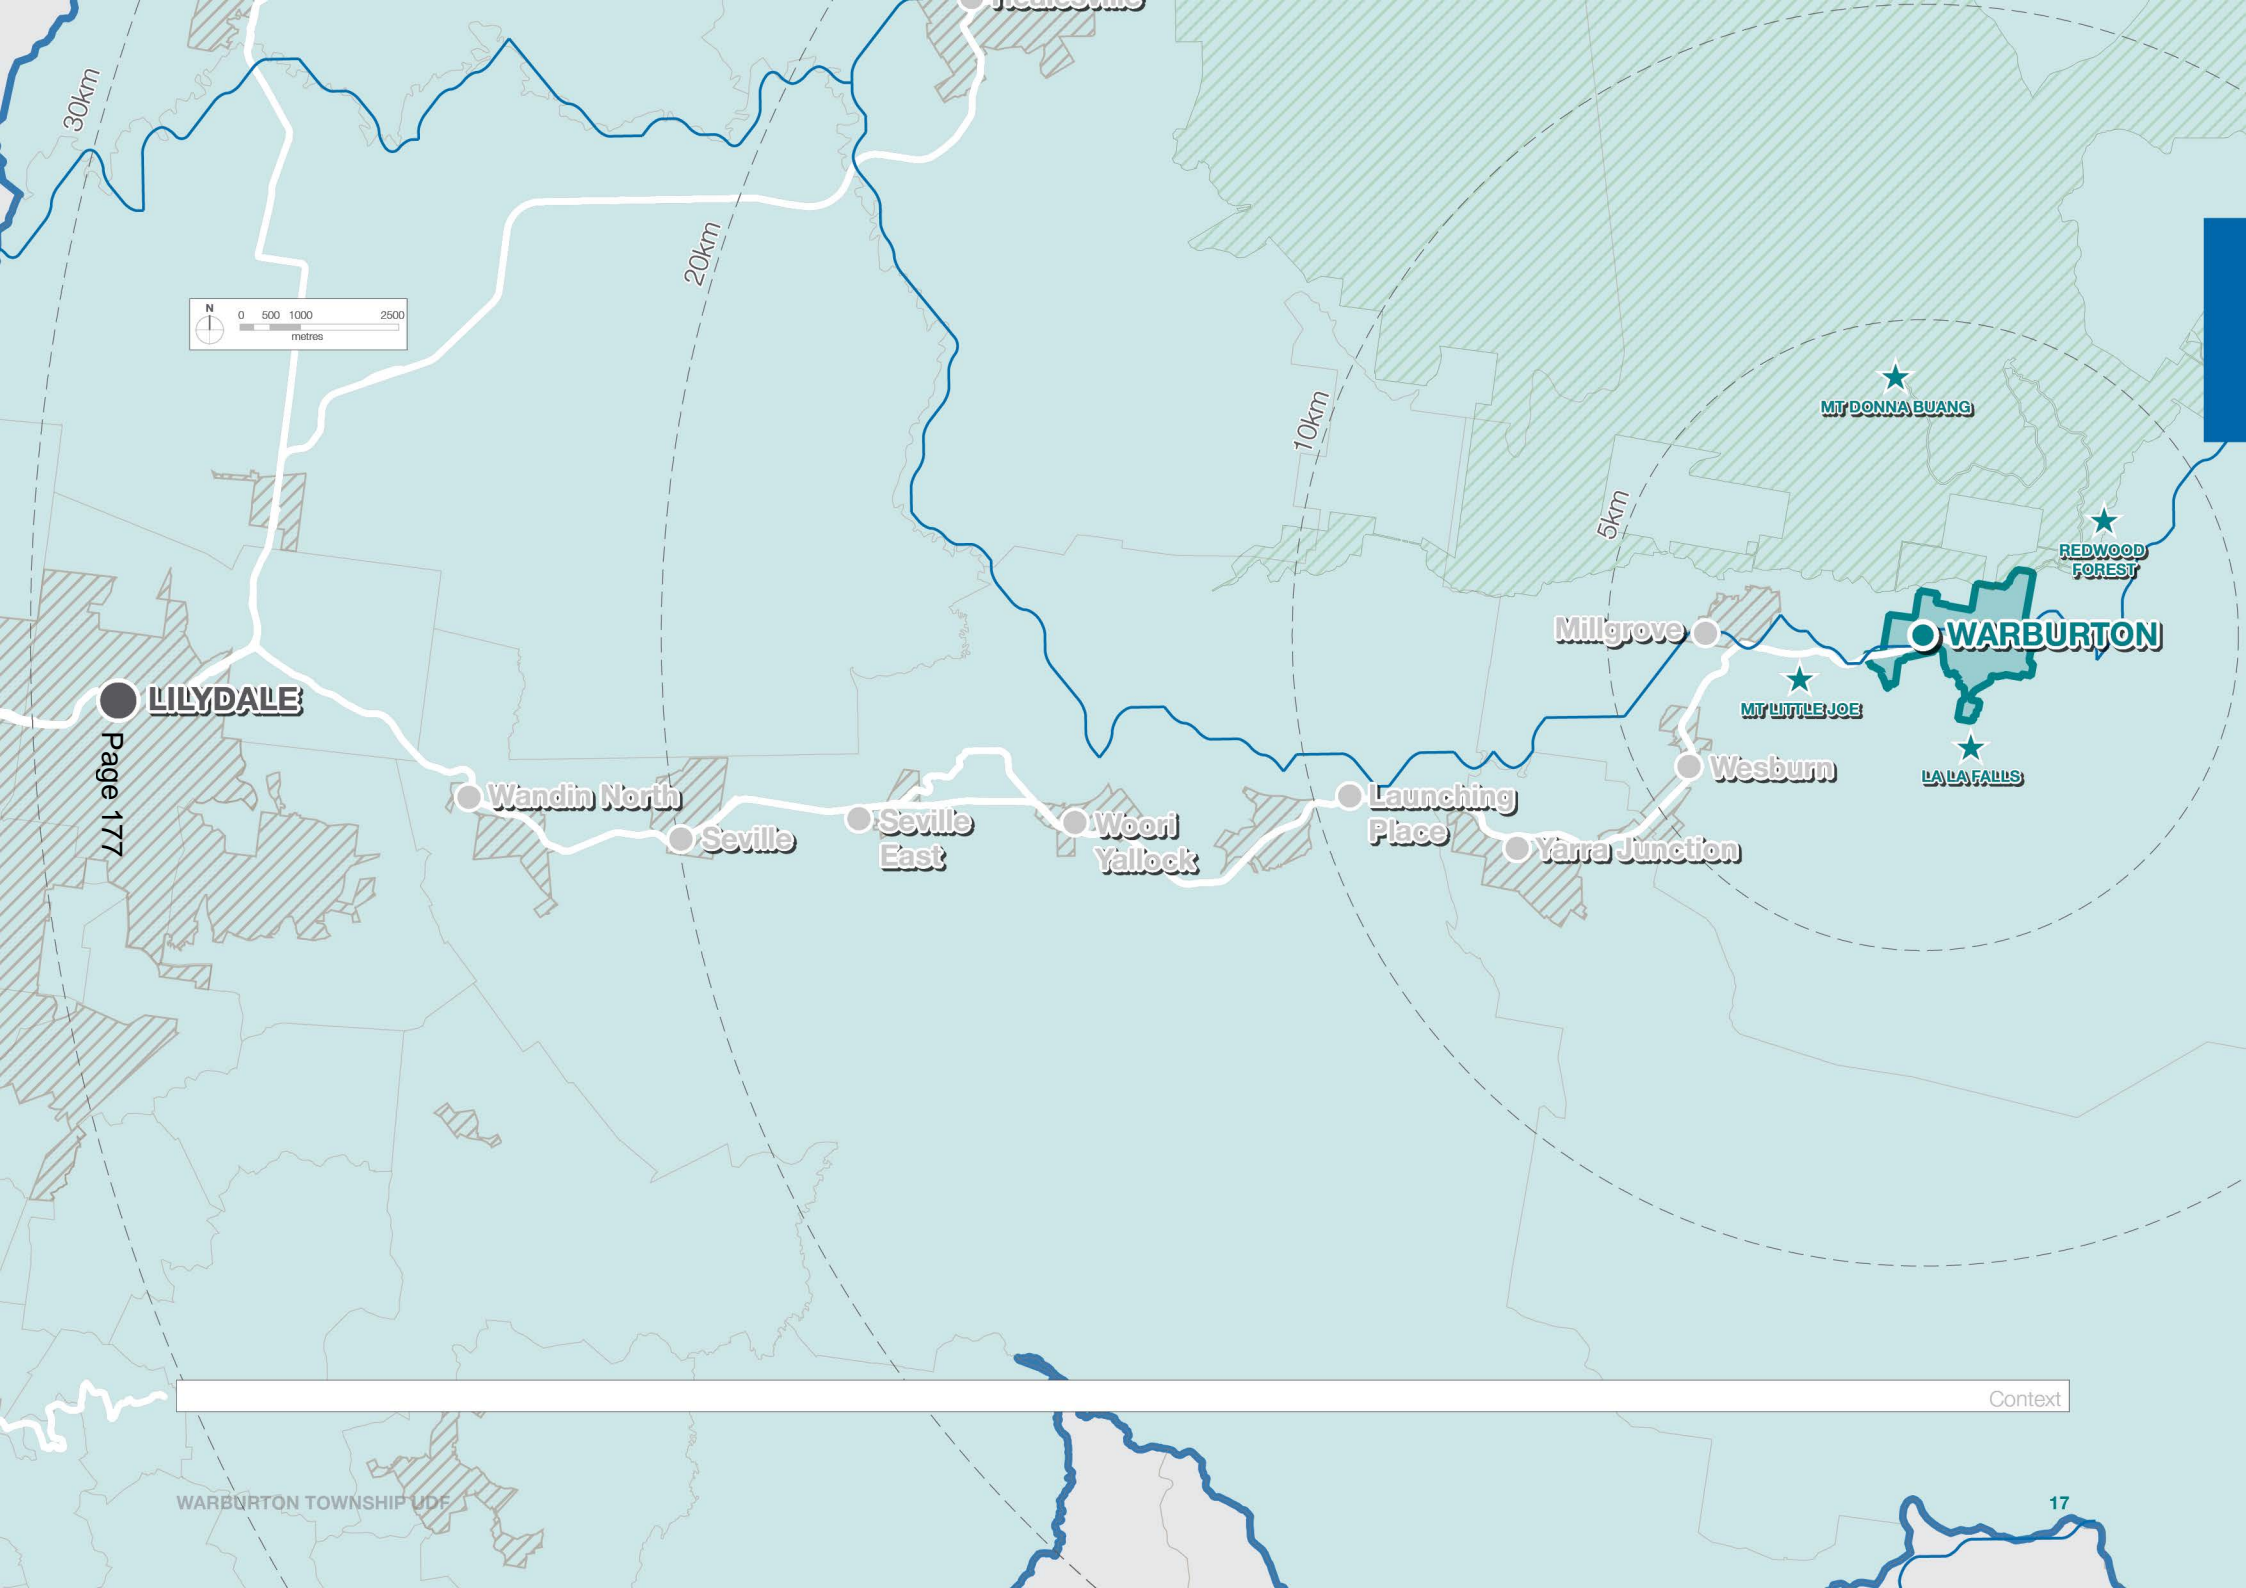 Healesville
30km
20km
N
0 500 1000 2500
metres
10km
5km
MT DONNA BUANG
REDWOOD
FOREST
Millgrove
WARBURTON
LILYDALE
MT LITTLE JOE
Page 177
Wesburn
LA LA FALLS
Wandin North
Seville
Seville
East
Woori
Yallock
Launching
Place
Yarra Junction
Context
WARBURTON TOWNSHIP UDF
17